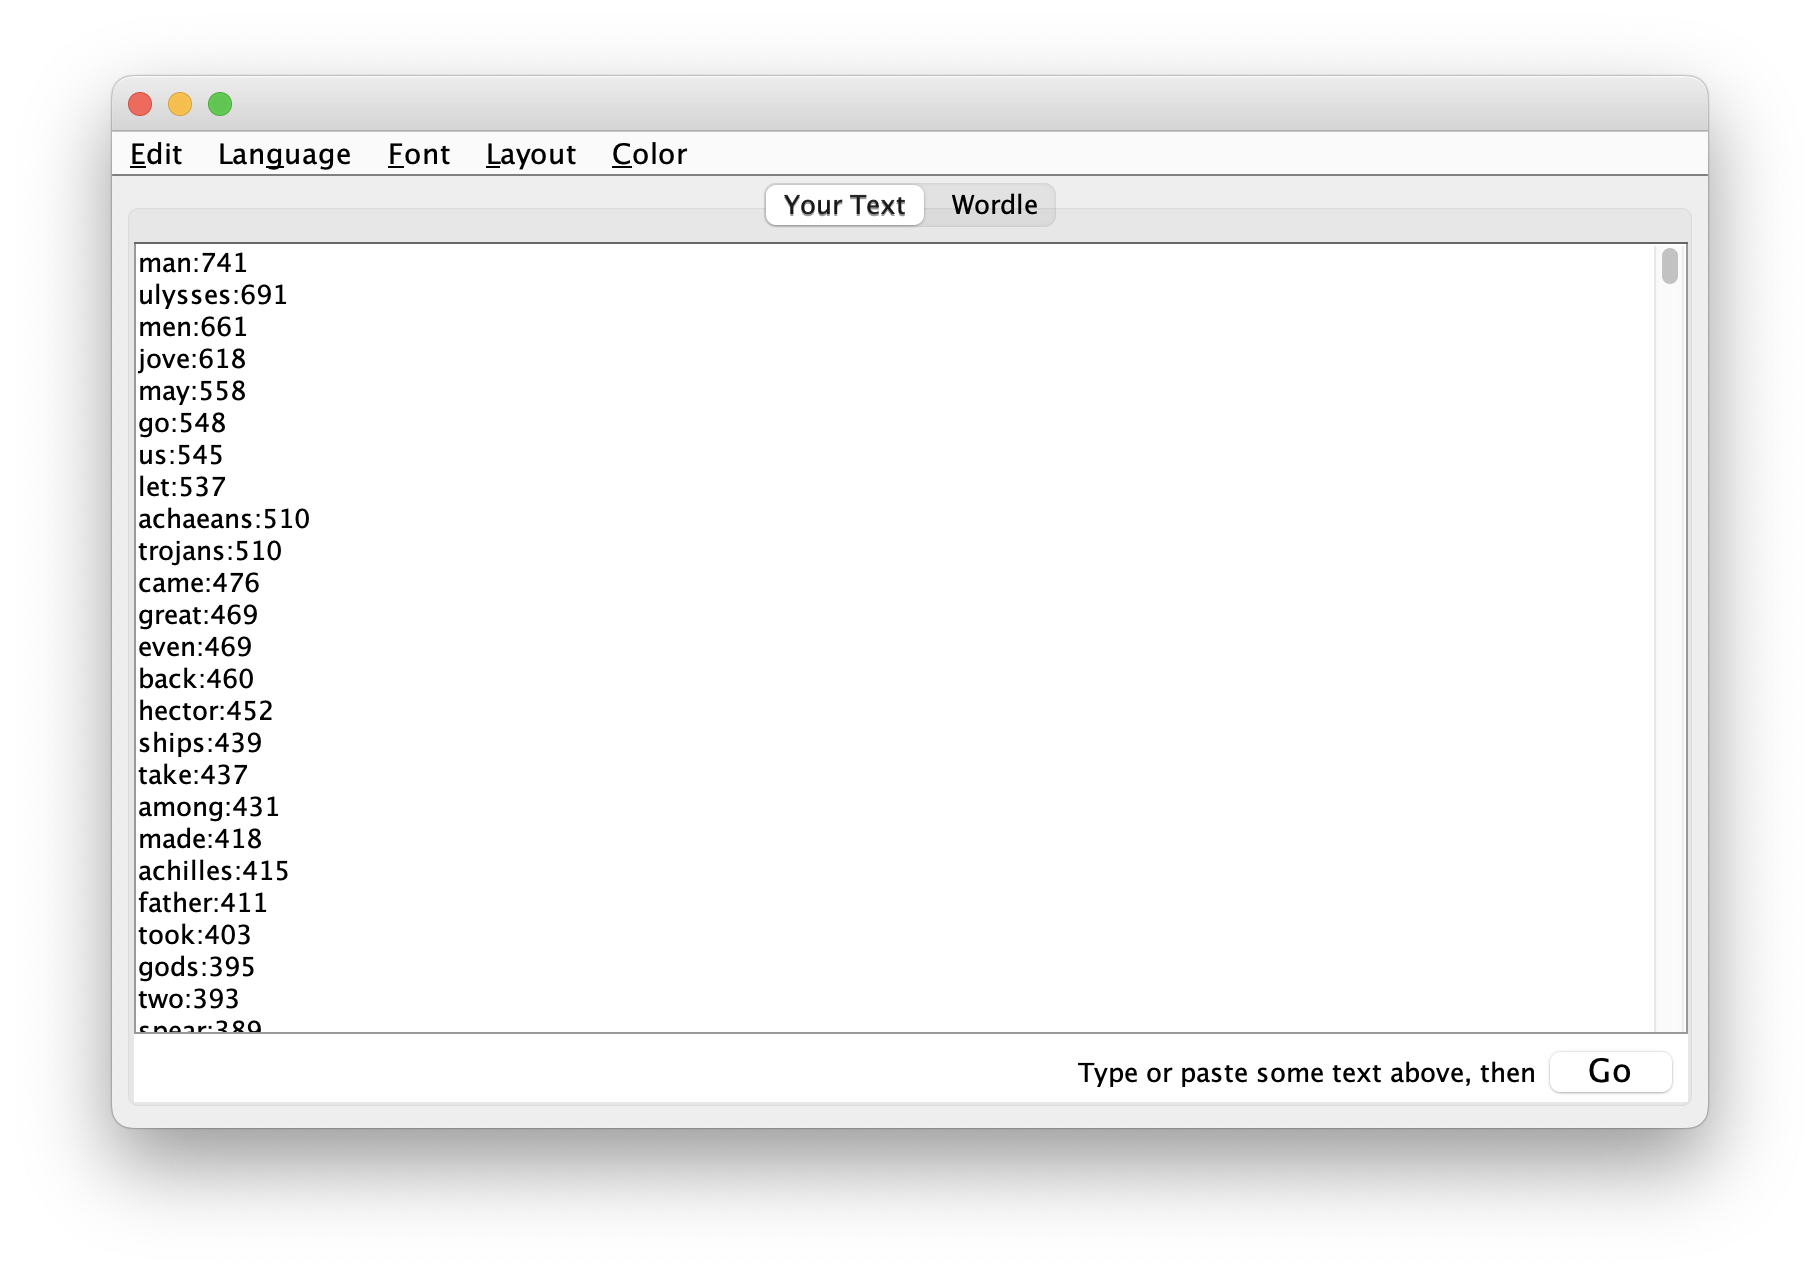 Edit Language Font Layout Color
Your Text Wordle
man:741
ulysses:691
men:661
jove:618
may:558
go:548
us:545
let:537
achaeans:510
trojans:510
came:476
great:469
even:469
back:460
hector:452
ships:439
take:437
among:431
made:418
achilles:415
father:411
took:403
gods:395
two:393
spear:389
Type or paste some text above, then Go